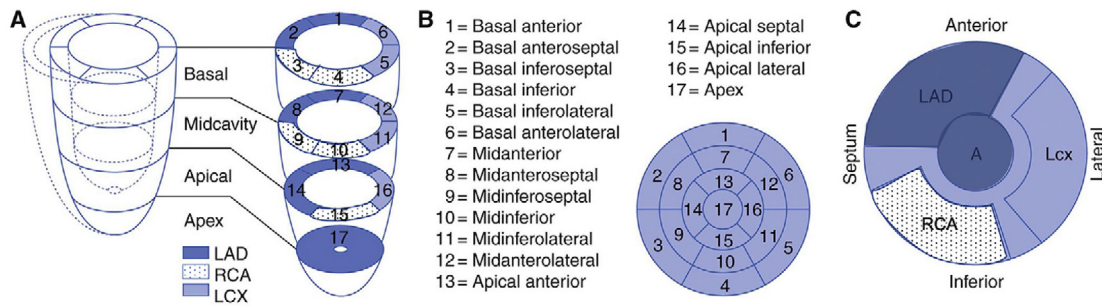 A
1
2
6
3
4
5
Basal
7
8
12
9
10
11
Midcavity
13
14
16
15
Apical
17
Apex
LAD
RCA
LCX
B
1 = Basal anterior
2 = Basal anteroseptal
3 = Basal inferoseptal
4 = Basal inferior
5 = Basal inferolateral
6 = Basal anterolateral
7 = Midanterior
8 = Midanteroseptal
9 = Midinferoseptal
10 = Midinferior
11 = Midinferolateral
12 = Midanterolateral
13 = Apical anterior
14 = Apical septal
15 = Apical inferior
16 = Apical lateral
17 = Apex
1
7
2
8
13
12
6
14
17
16
3
9
15
11
5
10
4
C
Anterior
LAD
Septum
A
Lcx
Lateral
RCA
Inferior